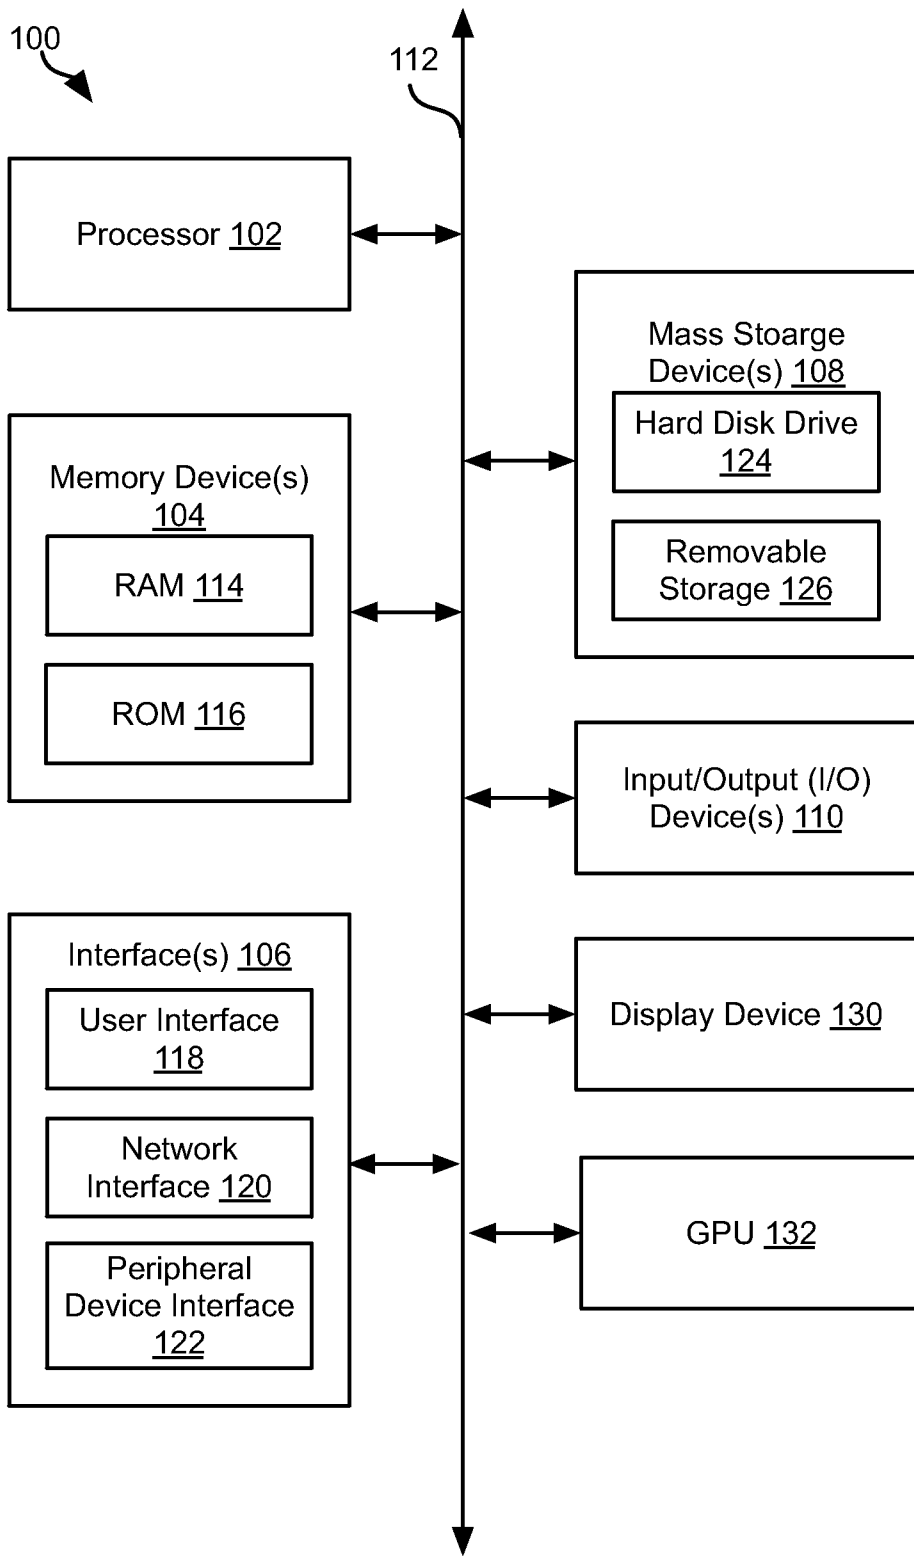 100
112
Processor 102
Memory Device(s)
104
RAM 114
ROM 116
Interface(s) 106
User Interface
118
Network
Interface 120
Peripheral
Device Interface
122
Mass Stoarge
Device(s) 108
Hard Disk Drive
124
Removable
Storage 126
Input/Output (I/O)
Device(s) 110
Display Device 130
GPU 132